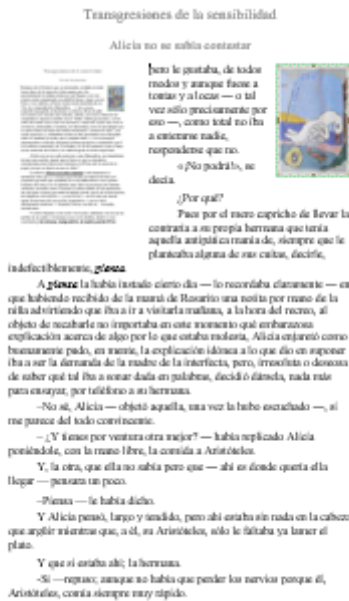 Transgresiones de la sensibilidad
Alicia no se sabía contestar
pero le gustaba, de todos
modos y aunque fuese a
tontas y a locas — o tal
vez sólo precisamente por
eso —, como total no iba
a enterarse nadie,
responderse que no.
«¡No podrá!», se
decía.
¿Por qué?
Pues por el mero capricho de llevar la
contraria a su propia hermana que tenía
aquella antipática manía de, siempre que le
planteaba alguna de sus cuitas, decirle,
indefectiblemente, piensa.
A piensa la había instado cierto día — lo recordaba claramente — en
que habiendo recibido de la mamá de Rosarito una notita por mano de la
niña advirtiendo que iba a ir a visitarla mañana, a la hora del recreo, al
objeto de recabarle no importaba en este momento qué embarazosa
explicación acerca de algo por lo que estaba molesta, Alicia enjaretó como
buenamente pudo, en mente, la explicación idónea a lo que dio en suponer
iba a ser la demanda de la madre de la interfecta, pero, irresoluta o deseosa
de saber qué tal iba a sonar dada en palabras, decidió dársela, nada más
para ensayar, por teléfono a su hermana.
–No sé, Alicia — objetó aquella, una vez la hubo escuchado —, si
me parece del todo convincente.
– ¿Y tienes por ventura otra mejor? — había replicado Alicia
poniéndole, con la mano libre, la comida a Aristóteles.
Y, la otra, que ella no sabía pero que — ahí es donde quería ella
llegar — pensara un poco.
–Piensa — le había dicho.
Y Alicia pensó, largo y tendido, pero ahí estaba sin nada en la cabeza
que argüir mientras que, a él, su Aristóteles, sólo le faltaba ya lamer el
plato.
Y que si estaba ahí; la hermana.
–Sí —repuso; aunque no había que perder los nervios porque él,
Aristóteles, comía siempre muy rápido.